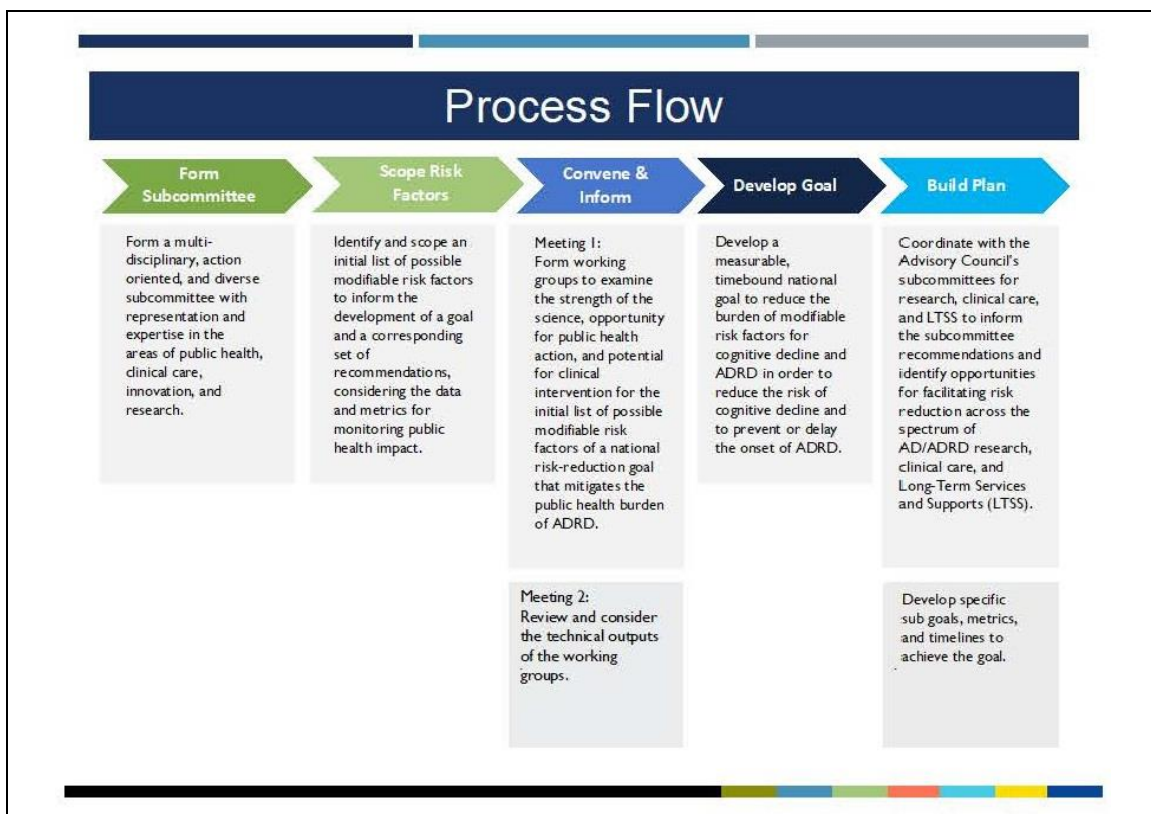 Process Flow
Form
Subcommittee
Form a multi-
disciplinary, action
oriented, and diverse
subcommittee with
representation and
expertise in the
areas of public health,
clinical care,
innovation, and
research.
Scope Risk
Factors
Identify and scope an
initial list of possible
modifiable risk factors
to inform the
development of a goal
and a corresponding
set of
recommendations,
considering the data
and metrics for
monitoring public
health impact.
Convene &
Inform
Meeting 1:
Form working
groups to examine
the strength of the
science, opportunity
for public health
action, and potential
for clinical
intervention for the
initial list of possible
modifiable risk
factors of a national
risk-reduction goal
that mitigates the
public health burden
of ADRD.
Meeting 2:
Review and consider
the technical outputs
of the working
groups.
Develop Goal
Develop a
measurable,
timebound national
goal to reduce the
burden of modifiable
risk factors for
cognitive decline and
ADRD in order to
reduce the risk of
cognitive decline and
to prevent or delay
the onset of ADRD.
Build Plan
Coordinate with the
Advisory Council's
subcommittees for
research, clinical care,
and LTSS to inform
the subcommittee
recommendations and
identify opportunities
for facilitating risk
reduction across the
spectrum of
AD/ADRD research,
clinical care, and
Long-Term Services
and Supports (LTSS).
Develop specific
sub goals, metrics,
and timelines to
achieve the goal.